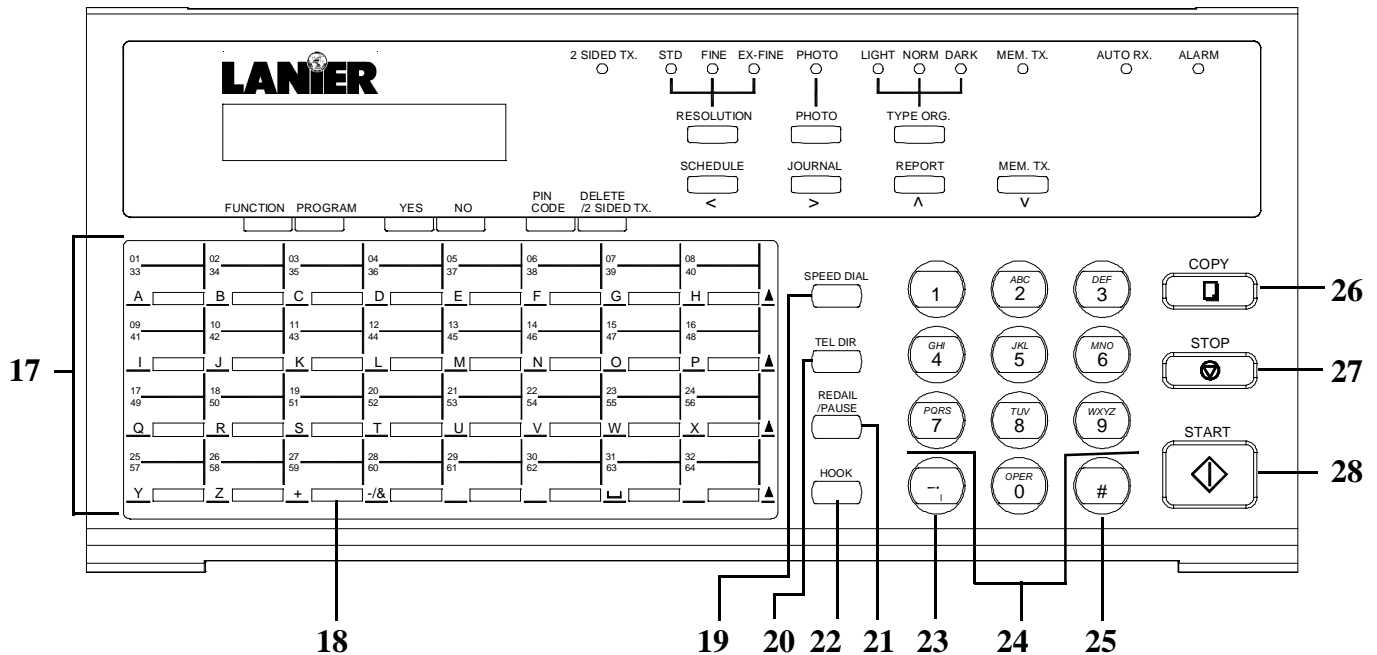 LANIER
2 SIDED TX. STD FINE EX-FINE PHOTO LIGHT NORM DARK MEM. TX. AUTO RX. ALARM
RESOLUTION PHOTO TYPE ORG.
SCHEDULE JOURNAL REPORT MEM. TX.
< > ʌ v
FUNCTION PROGRAM YES NO PIN CODE DELETE /2 SIDED TX.
01 02 03 04 05 06 07 08
33 34 35 36 37 38 39 40
A B C D E F G H
09 10 11 12 13 14 15 16
41 42 43 44 45 46 47 48
I J K L M N O P
17 18 19 20 21 22 23 24
49 50 51 52 53 54 55 56
Q R S T U V W X
25 26 27 28 29 30 31 32
57 58 59 60 61 62 63 64
Y Z + -/&
SPEED DIAL
TEL DIR
REDAIL
/PAUSE
HOOK
1 ABC 2 DEF 3
GHI 4 JKL 5 MNO 6
PQRS 7 TUV 8 WXYZ 9
OPER 0 #
COPY
STOP
START
17
26
27
28
18 19 20 22 21 23 24 25